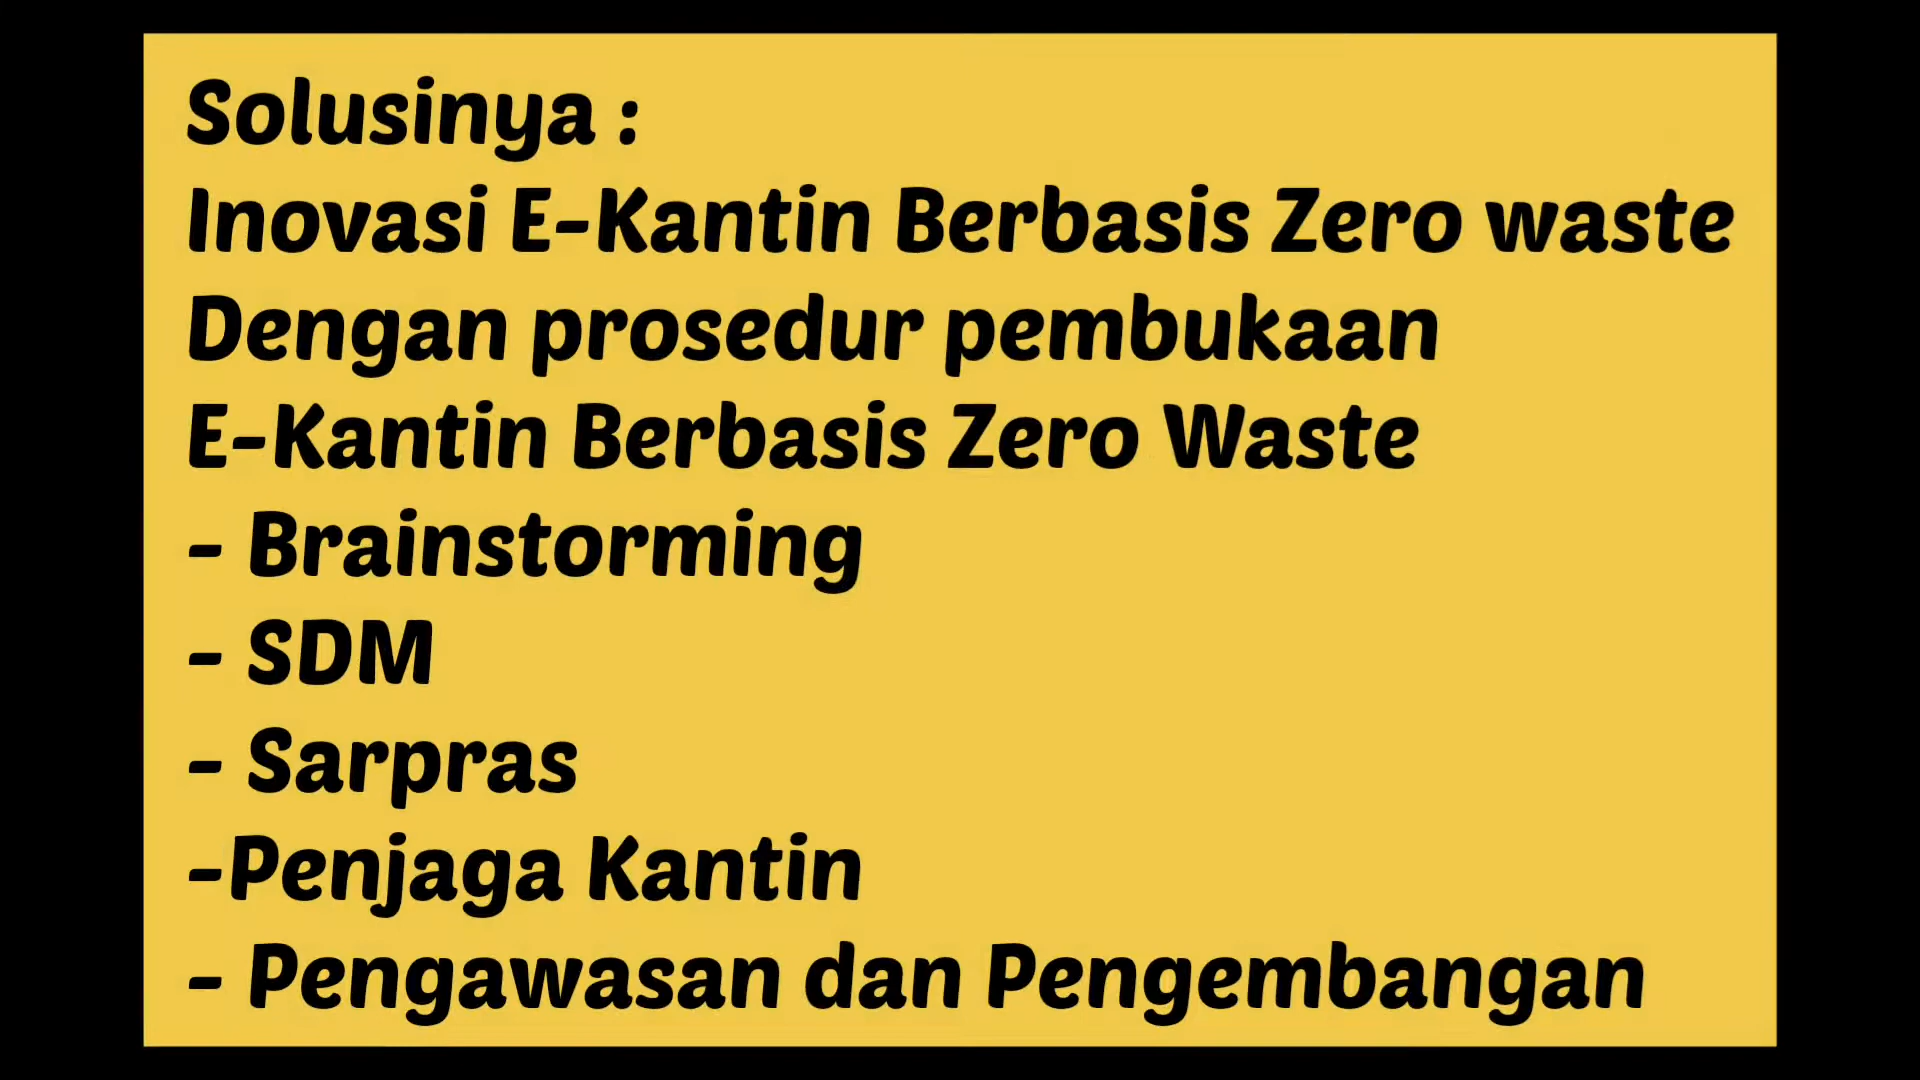 Solusinya :
Inovasi E-Kantin Berbasis Zero waste
Dengan prosedur pembukaan
E-Kantin Berbasis Zero Waste
- Brainstorming
- SDM
- Sarpras
-Penjaga Kantin
- Pengawasan dan Pengembangan